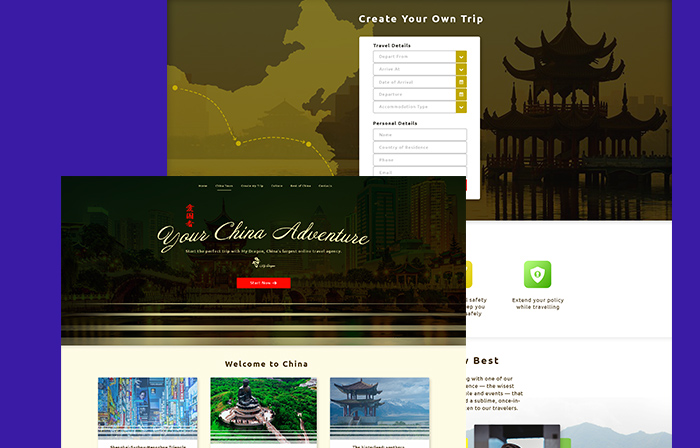 Create Your Own Trip
Travel Details
Depart From
Arrive At
Date of Arrival
Departure
Accommodation Type
Personal Details
Name
Country of Residence
Phone
Email
Home
China Tours
Create My Trip
Culture
Best of China
Contacts
Your China Adventure
Start the perfect trip with My Dragon, China's largest online travel agency.
Start Now
Welcome to China
safety
ep you
safely
Extend your policy
while travelling
Best
g with one of our
ence — the wisest
le and events — that
d a sublime, once-in-
en to our travelers.